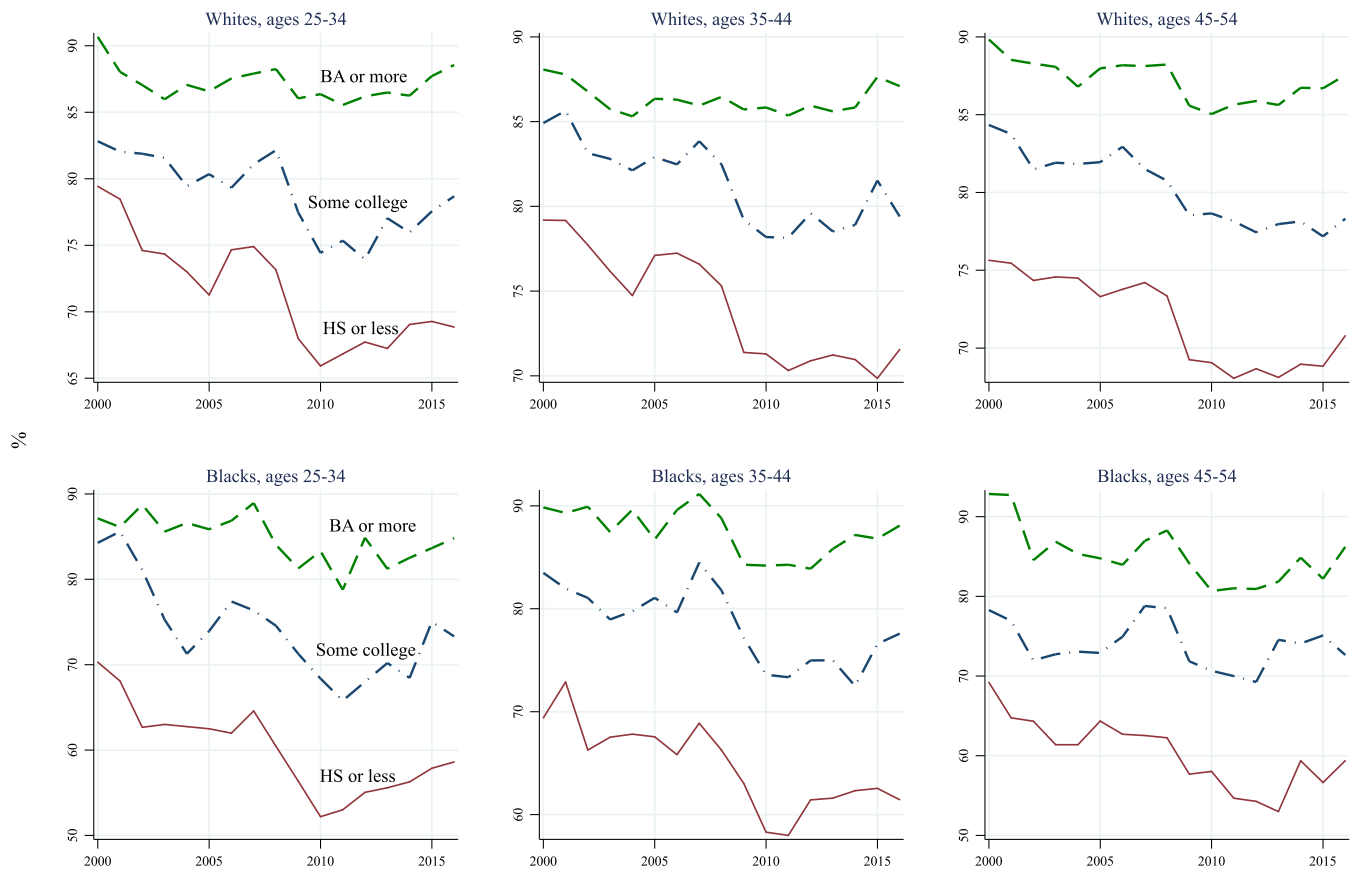 Whites, ages 25-34
90
85
80
75
70
65
BA or more
Some college
HS or less
2000 2005 2010 2015
Whites, ages 35-44
90
85
80
75
70
2000 2005 2010 2015
Whites, ages 45-54
90
85
80
75
70
2000 2005 2010 2015
%
Blacks, ages 25-34
90
80
70
60
50
BA or more
Some college
HS or less
2000 2005 2010 2015
Blacks, ages 35-44
90
80
70
60
2000 2005 2010 2015
Blacks, ages 45-54
90
80
70
60
50
2000 2005 2010 2015